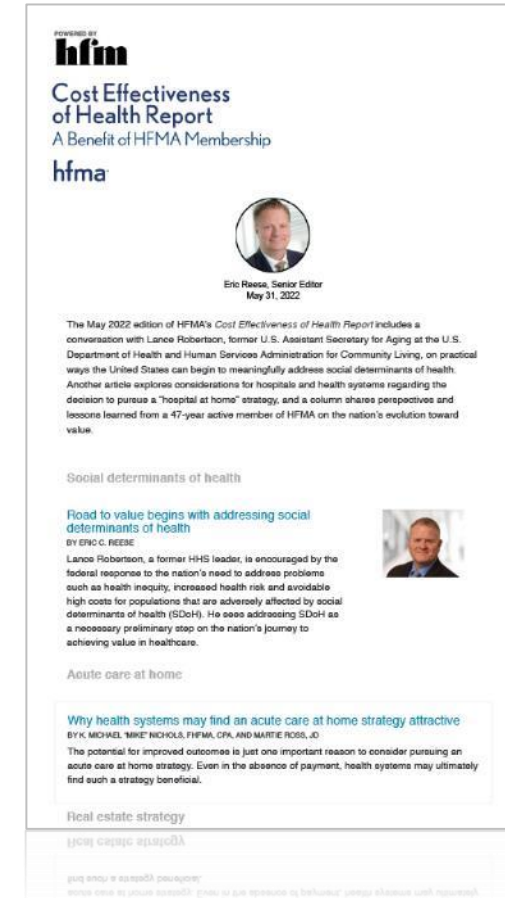 POWERED BY
hfm
Cost Effectiveness
of Health Report
A Benefit of HFMA Membership
hfma
Eric Reese, Senior Editor
May 31, 2022
The May 2022 edition of HFMA's Cost Effectiveness of Health Report includes a
conversation with Lance Robertson, former U.S. Assistant Secretary for Aging at the U.S.
Department of Health and Human Services Administration for Community Living, on practical
ways the United States can begin to meaningfully address social determinants of health.
Another article explores considerations for hospitals and health systems regarding the
decision to pursue a "hospital at home" strategy, and a column shares perspectives and
lessons learned from a 47-year active member of HFMA on the nation's evolution toward
value.
Social determinants of health
Road to value begins with addressing social
determinants of health
BY ERIC C. REESE
Lance Robertson, a former HHS leader, is encouraged by the
federal response to the nation's need to address problems
such as health inequity, increased health risk and avoidable
high costs for populations that are adversely affected by social
determinants of health (SDoH). He sees addressing SDoH as
a necessary preliminary step on the nation's journey to
achieving value in healthcare.
Acute care at home
Why health systems may find an acute care at home strategy attractive
BY K. MICHAEL "MIKE" NICHOLS, FHFMA, CPA, AND MARTIE ROSS, JD
The potential for improved outcomes is just one important reason to consider pursuing an
acute care at home strategy. Even in the absence of payment, health systems may ultimately
find such a strategy beneficial.
Real estate strategy